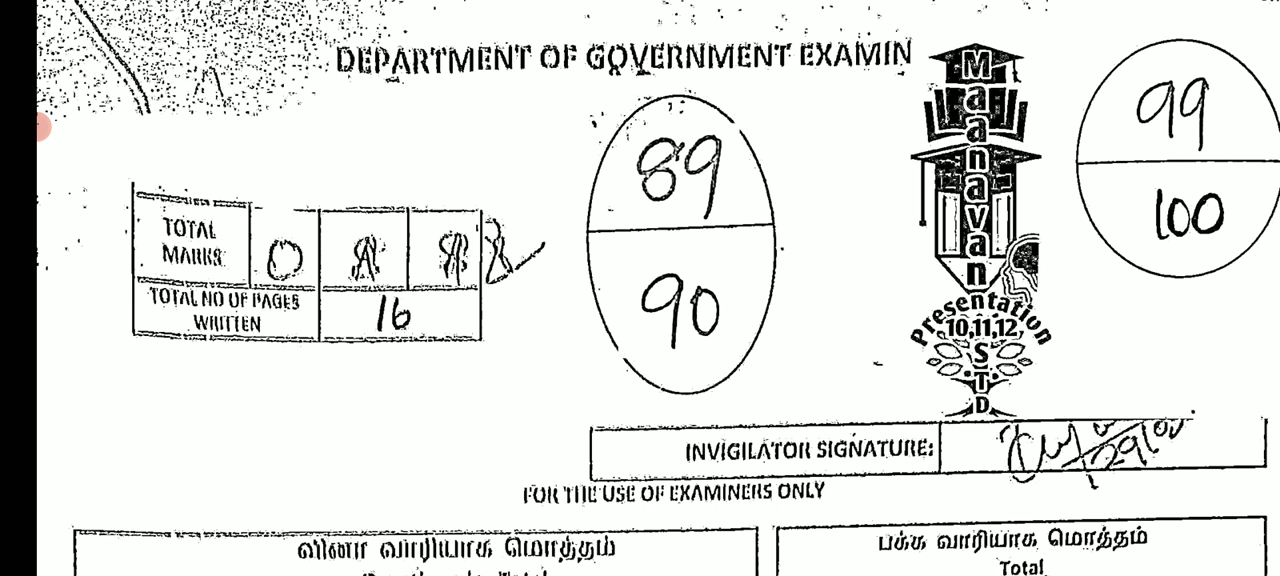 DEPARTMENT OF GOVERNMENT EXAMIN
Maanavan
Presentation
10,11,12,
STD
99
100
89
90
TOTAL MARKS 0
TOTAL NO OF PAGES WRITTEN 16
INVIGILATOR SIGNATURE:
FOR THE USE OF EXAMINERS ONLY
வினா வாரியாக மொத்தம்
பக்க வாரியாக மொத்தம்
Total